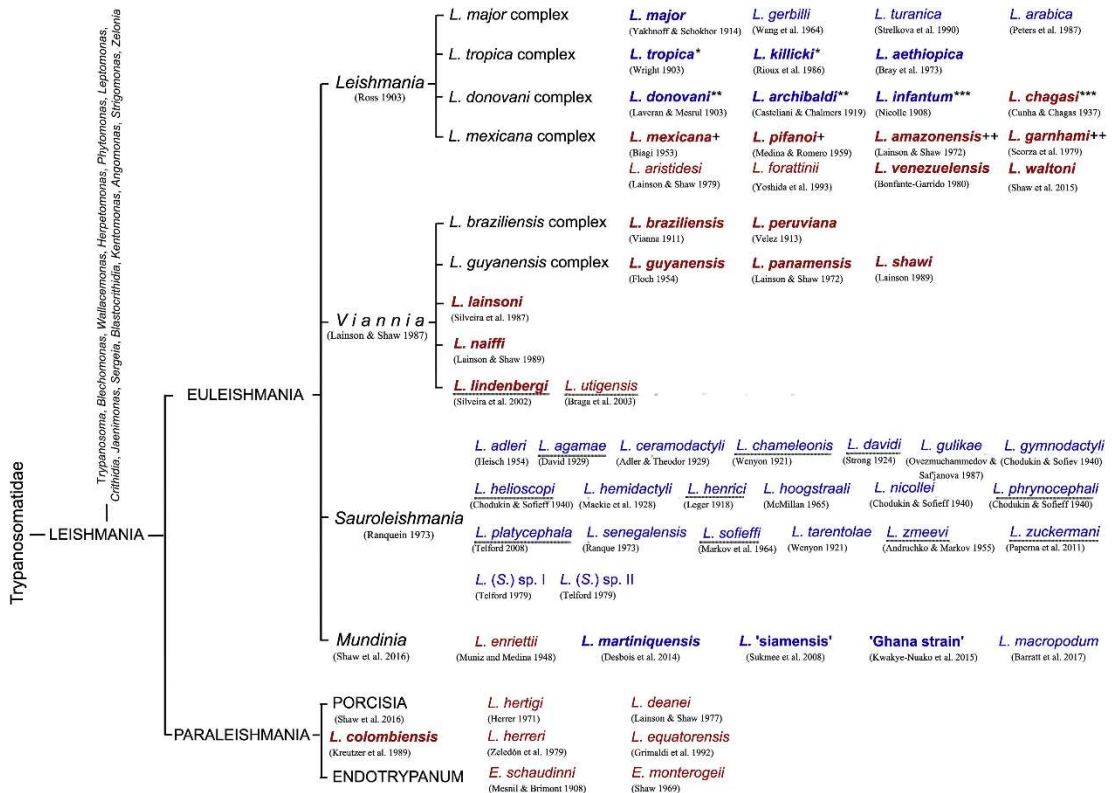 Trypanosomatidae
Trypanosoma, Blechomonas, Wallacemonas, Herpetomonas, Phytomonas, Leptomonas,
Crithidia, Jaenimonas, Sergeia, Blastocrithidia, Kentomonas, Angomonas, Strigomonas, Zelonia
LEISHMANIA
EULEISHMANIA
Leishmania
(Ross 1903)
L. major complex
L. major L. gerbilli L. turanica L. arabica
(Yakhnoff & Schokhor 1914) (Wang et al. 1964) (Strelkova et al. 1990) (Peters et al. 1987)
L. tropica complex
L. tropica* L. killicki* L. aethiopica
(Wright 1903) (Rioux et al. 1986) (Bray et al. 1973)
L. donovani complex
L. donovani** L. archibaldi** L. infantum*** L. chagasi***
(Laveran & Mesrul 1903) (Casteliani & Chalmers 1919) (Nicolle 1908) (Cunha & Chagas 1937)
L. mexicana complex
L. mexicana+ L. pifanoi+ L. amazonensis++ L. garnhami++
(Biagi 1953) (Medina & Romero 1959) (Lainson & Shaw 1972) (Scorza et al. 1979)
L. aristidesi L. forattinii L. venezuelensis L. waltoni
(Lainson & Shaw 1979) (Yoshida et al. 1993) (Bonfante-Garrido 1980) (Shaw et al. 2015)
Viannia
(Lainson & Shaw 1987)
L. braziliensis complex
L. braziliensis L. peruviana
(Vianna 1911) (Velez 1913)
L. guyanensis complex
L. guyanensis L. panamensis L. shawi
(Floch 1954) (Lainson & Shaw 1972) (Lainson 1989)
L. lainsoni
(Silveira et al. 1987)
L. naiffi
(Lainson & Shaw 1989)
L. lindenbergi L. utigensis
(Silveira et al. 2002) (Braga et al. 2003)
Sauroleishmania
(Ranquein 1973)
L. adleri L. agamae L. ceramodactyli L. chameleonis L. davidi L. gulikae L. gymnodactyli
(Heisch 1954) (David 1929) (Adler & Theodor 1929) (Wenyon 1921) (Strong 1924) (Ovezmuchammedov & (Chodukin & Sofiev 1940)
Saf'janova 1987)
L. helioscopi L. hemidactyli L. henrici L. hoogstraali L. nicollei L. phrynocephali
(Chodukin & Sofieff 1940) (Mackie et al. 1928) (Leger 1918) (McMillan 1965) (Chodukin & Sofieff 1940) (Chodukin & Sofieff 1940)
L. platycephala L. senegalensis L. sofieffi L. tarentolae L. zmeevi L. zuckermani
(Telford 2008) (Ranque 1973) (Markov et al. 1964) (Wenyon 1921) (Andruchko & Markov 1955) (Paperna et al. 2011)
L. (S.) sp. I L. (S.) sp. II
(Telford 1979) (Telford 1979)
Mundinia
(Shaw et al. 2016)
L. enriettii L. martiniquensis L. 'siamensis' 'Ghana strain' L. macropodum
(Muniz and Medina 1948) (Desbois et al. 2014) (Sukmee et al. 2008) (Kwakye-Nuako et al. 2015) (Barratt et al. 2017)
PARALEISHMANIA
PORCISIA L. hertigi L. deanei
(Shaw et al. 2016) (Herrer 1971) (Lainson & Shaw 1977)
L. colombiensis L. herreri L. equatorensis
(Kreutzer et al. 1989) (Zeledón et al. 1979) (Grimaldi et al. 1992)
ENDOTRYPANUM E. schaudinni E. monterogeii
(Mesnil & Brimont 1908) (Shaw 1969)